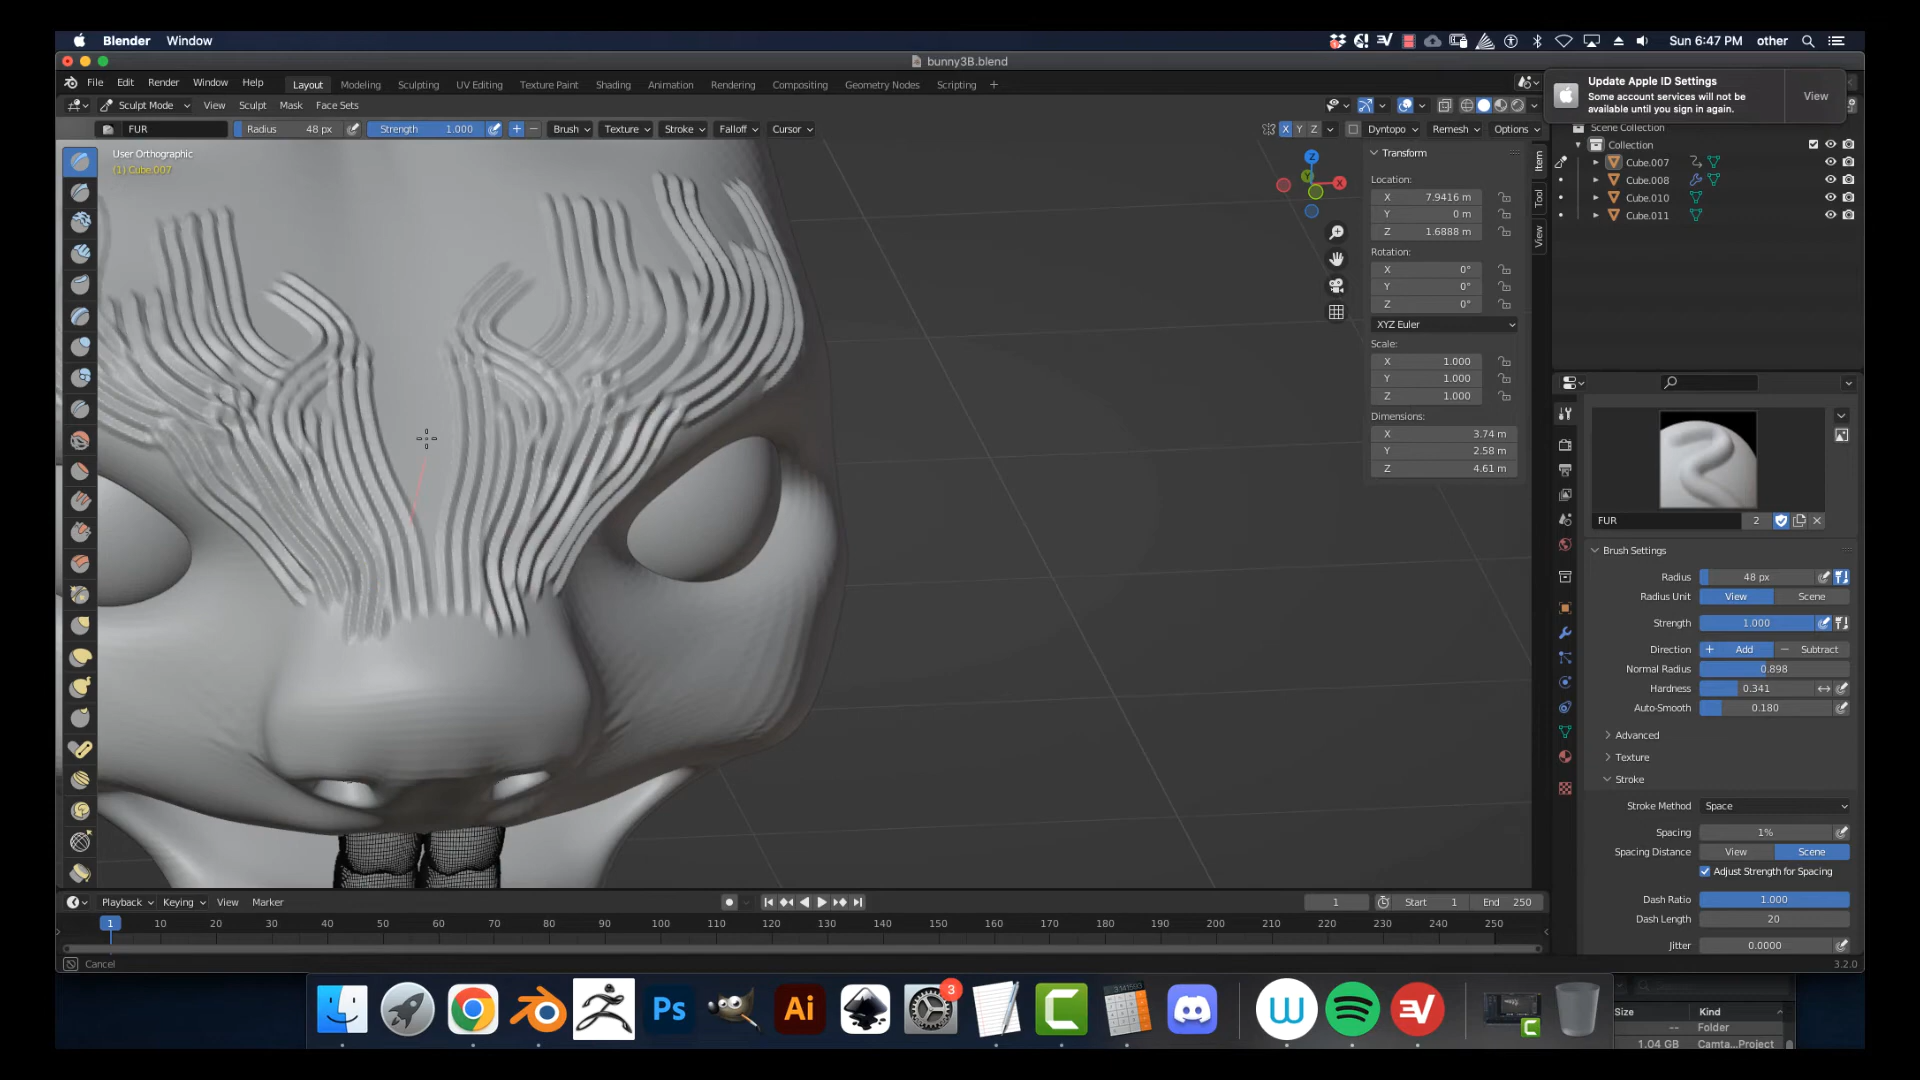 Blender Window
Sun 6:47 PM other
bunny3B.blend
File Edit Render Window Help
Layout Modeling Sculpting UV Editing Texture Paint Shading Animation Rendering Compositing Geometry Nodes Scripting +
Update Apple ID Settings
Some account services will not be
available until you sign in again.
View
Sculpt Mode View Sculpt Mask Face Sets
FUR Radius 48 px Strength 1.000 + − Brush Texture Stroke Falloff Cursor
X Y Z Dyntopo Remesh Options
User Orthographic
(1) Cube.007
Z
Y X
Transform
Location:
X 7.9416 m
Y 0 m
Z 1.6888 m
Rotation:
X 0°
Y 0°
Z 0°
XYZ Euler
Scale:
X 1.000
Y 1.000
Z 1.000
Dimensions:
X 3.74 m
Y 2.58 m
Z 4.61 m
Item
Tool
View
Scene Collection
Collection
Cube.007
Cube.008
Cube.010
Cube.011
FUR 2
Brush Settings
Radius 48 px
Radius Unit View Scene
Strength 1.000
Direction + Add − Subtract
Normal Radius 0.898
Hardness 0.341
Auto-Smooth 0.180
Advanced
Texture
Stroke
Stroke Method Space
Spacing 1%
Spacing Distance View Scene
Adjust Strength for Spacing
Dash Ratio 1.000
Dash Length 20
Jitter 0.0000
Playback Keying View Marker
1 Start 1 End 250
1 10 20 30 40 50 60 70 80 90 100 110 120 130 140 150 160 170 180 190 200 210 220 230 240 250
Cancel
3.2.0
Ps Ai 3
Size Kind
-- Folder
1.04 GB Camta...Project